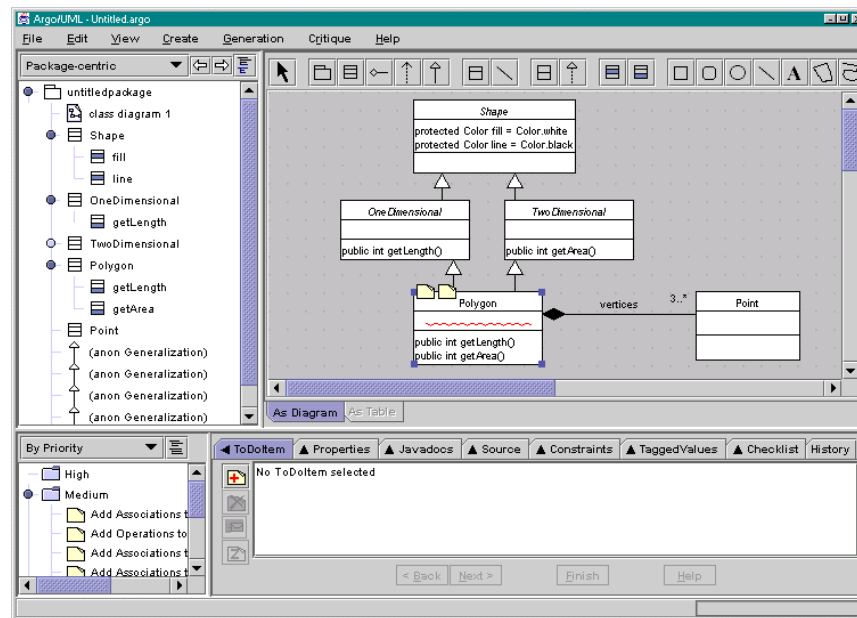 Argo/UML - Untitled.argo
File Edit View Create Generation Critique Help
Package-centric
untitledpackage
class diagram 1
Shape
fill
line
OneDimensional
getLength
TwoDimensional
Polygon
getLength
getArea
Point
(anon Generalization)
(anon Generalization)
(anon Generalization)
(anon Generalization)
A
Shape
protected Color fill = Color.white
protected Color line = Color.black
OneDimensional
public int getLength()
TwoDimensional
public int getArea()
Polygon
public int getLength()
public int getArea()
vertices
3..*
Point
As Diagram As Table
By Priority
High
Medium
Add Associations t
Add Operations to
Add Associations t
Add Associations t
ToDoItem Properties Javadocs Source Constraints TaggedValues Checklist History
No ToDoItem selected
Z
< Back Next > Finish Help